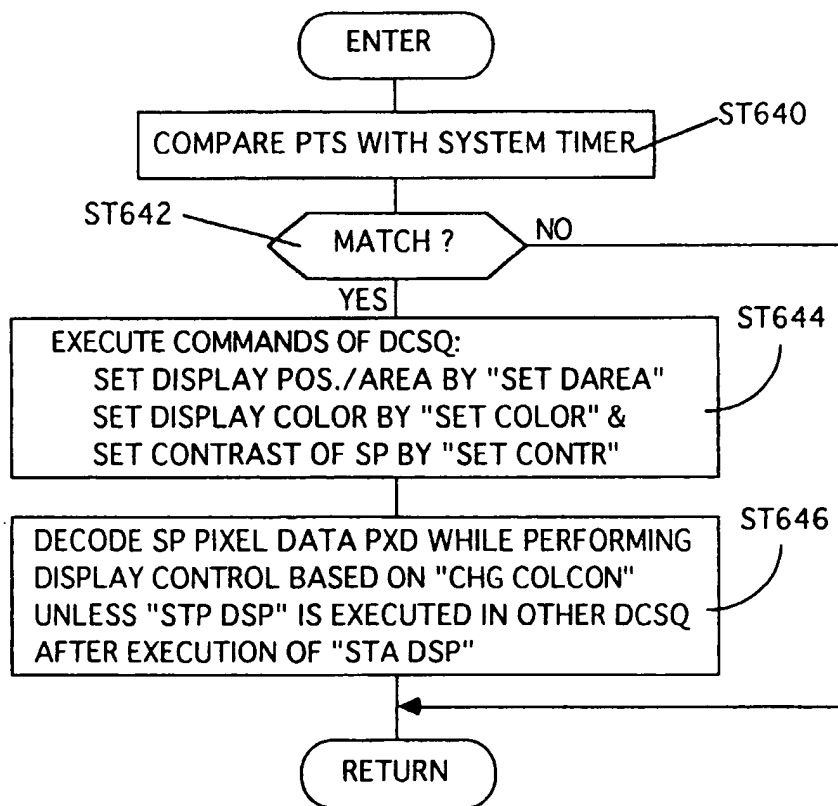 ENTER
ST640
COMPARE PTS WITH SYSTEM TIMER
ST642
MATCH ?
NO
YES
ST644
EXECUTE COMMANDS OF DCSQ:
SET DISPLAY POS./AREA BY "SET DAREA"
SET DISPLAY COLOR BY "SET COLOR" &
SET CONTRAST OF SP BY "SET CONTR"
ST646
DECODE SP PIXEL DATA PXD WHILE PERFORMING
DISPLAY CONTROL BASED ON "CHG COLCON"
UNLESS "STP DSP" IS EXECUTED IN OTHER DCSQ
AFTER EXECUTION OF "STA DSP"
RETURN